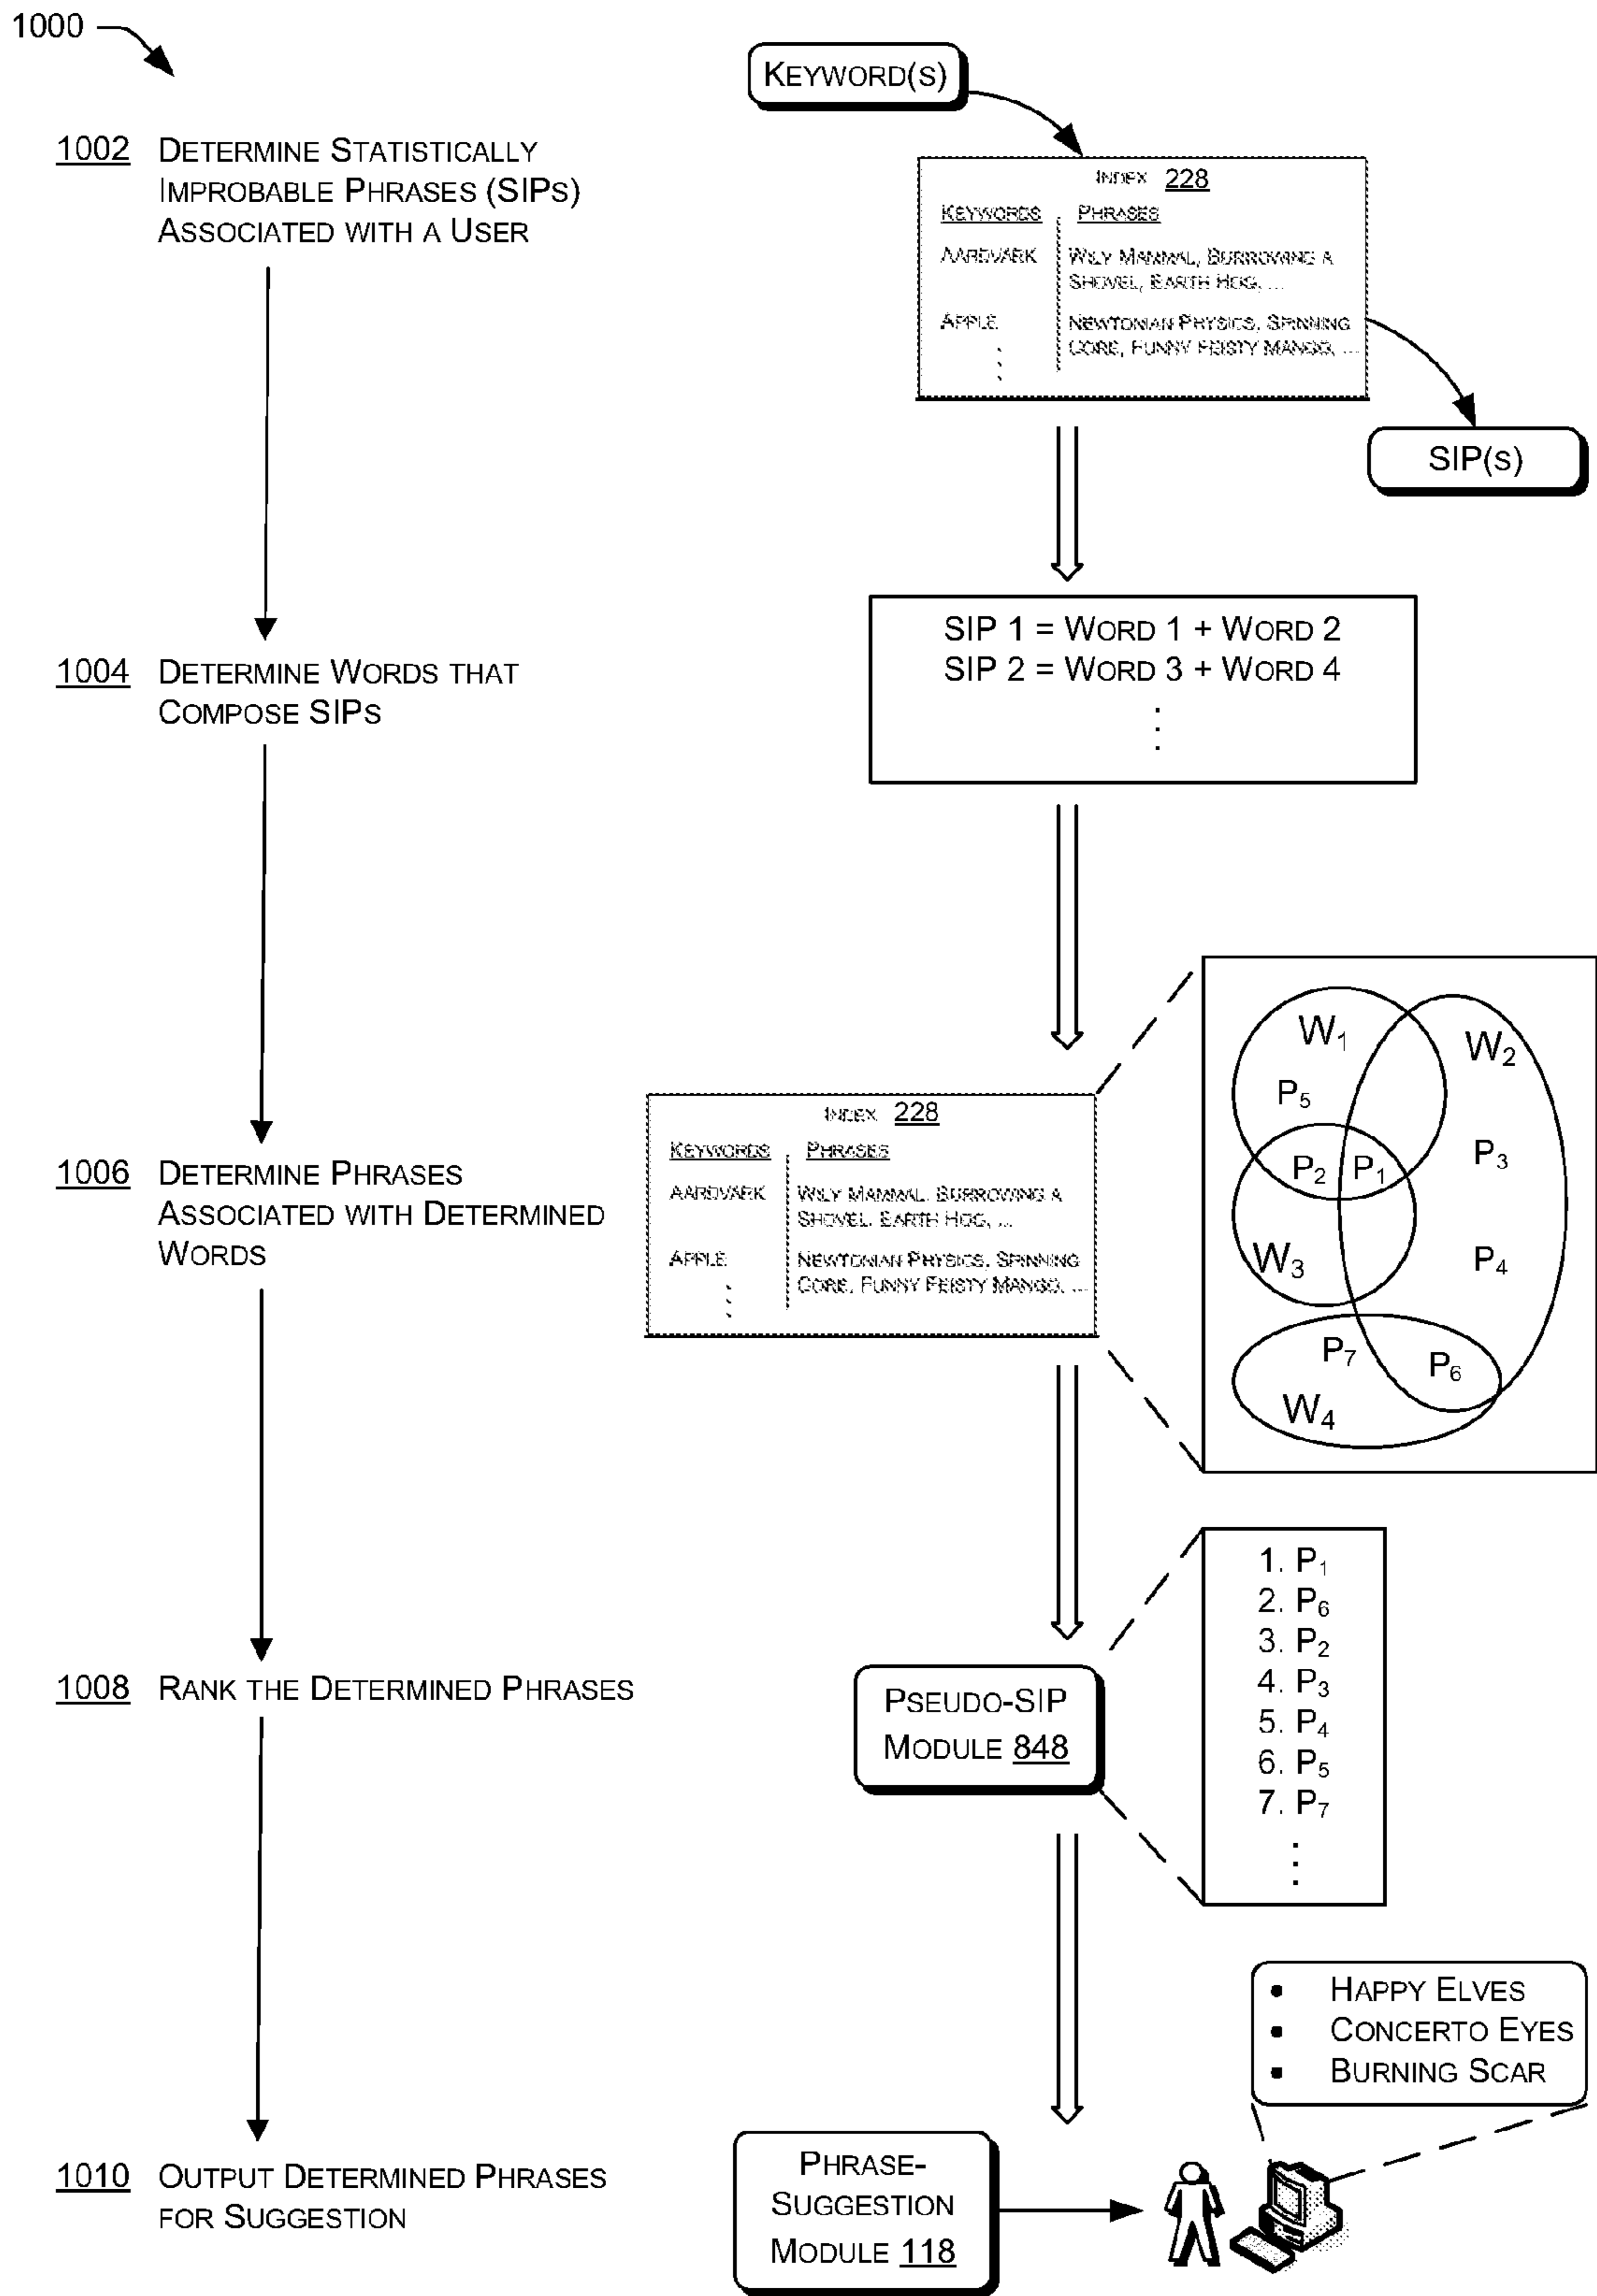 1000
KEYWORD(S)
1002 DETERMINE STATISTICALLY
IMPROBABLE PHRASES (SIPS)
ASSOCIATED WITH A USER
INDEX 228
KEYWORDS PHRASES
AARDVARK WILY MAMMAL, BURROWING A
SHOVEL, EARTH HOG, ...
APPLE NEWTONIAN PHYSICS, SPINNING
CORE, FUNNY FEISTY MANGO, ...
SIP(S)
SIP 1 = WORD 1 + WORD 2
SIP 2 = WORD 3 + WORD 4
1004 DETERMINE WORDS THAT
COMPOSE SIPS
W1
W2
P5
P3
P2 P1
W3
P4
P7
P6
W4
INDEX 228
KEYWORDS PHRASES
AARDVARK WILY MAMMAL, BURROWING A
SHOVEL, EARTH HOG, ...
APPLE NEWTONIAN PHYSICS, SPINNING
CORE, FUNNY FEISTY MANGO, ...
1006 DETERMINE PHRASES
ASSOCIATED WITH DETERMINED
WORDS
1. P1
2. P6
3. P2
4. P3
5. P4
6. P5
7. P7
1008 RANK THE DETERMINED PHRASES
PSEUDO-SIP
MODULE 848
• HAPPY ELVES
• CONCERTO EYES
• BURNING SCAR
1010 OUTPUT DETERMINED PHRASES
FOR SUGGESTION
PHRASE-
SUGGESTION
MODULE 118